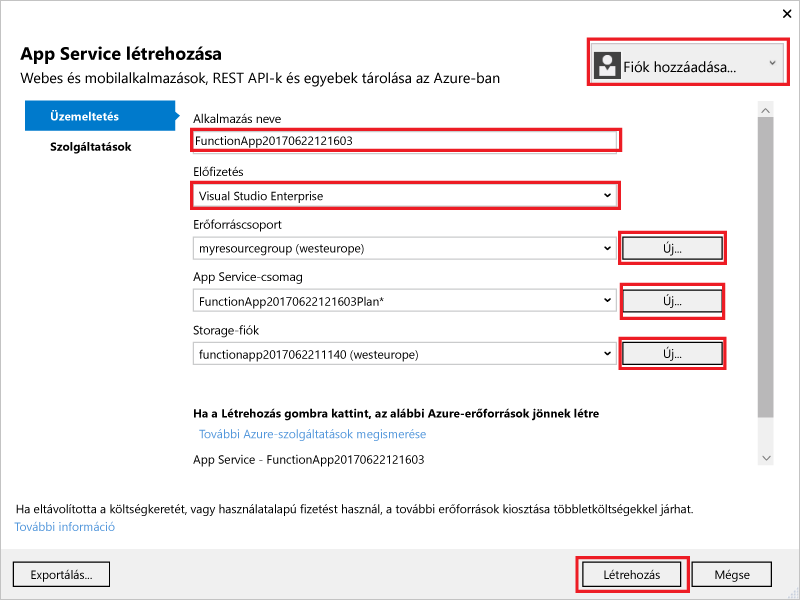 App Service létrehozása
Webes és mobilalkalmazások, REST API-k és egyebek tárolása az Azure-ban
Fiók hozzáadása...
Üzemeltetés
Szolgáltatások
Alkalmazás neve
FunctionApp20170622121603
Előfizetés
Visual Studio Enterprise
Erőforráscsoport
myresourcegroup (westeurope)
Új...
App Service-csomag
FunctionApp20170622121603Plan*
Új...
Storage-fiók
functionapp2017062211140 (westeurope)
Új...
Ha a Létrehozás gombra kattint, az alábbi Azure-erőforrások jönnek létre
További Azure-szolgáltatások megismerése
App Service - FunctionApp20170622121603
Ha eltávolította a költségkeretét, vagy használatalapú fizetést használ, a további erőforrások kiosztása többletköltségekkel járhat.
További információ
Exportálás...
Létrehozás
Mégse